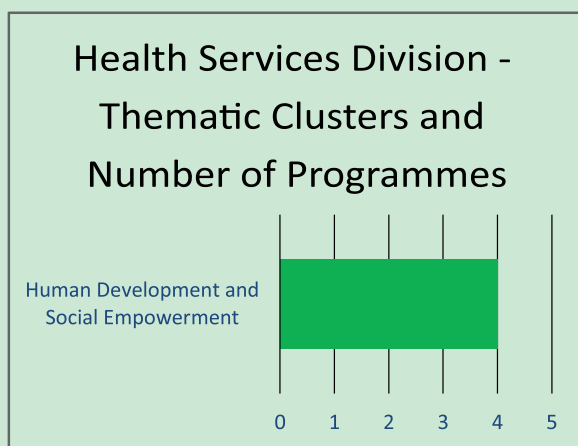 Health Services Division -
Thematic Clusters and
Number of Programmes
Human Development and
Social Empowerment
0 1 2 3 4 5